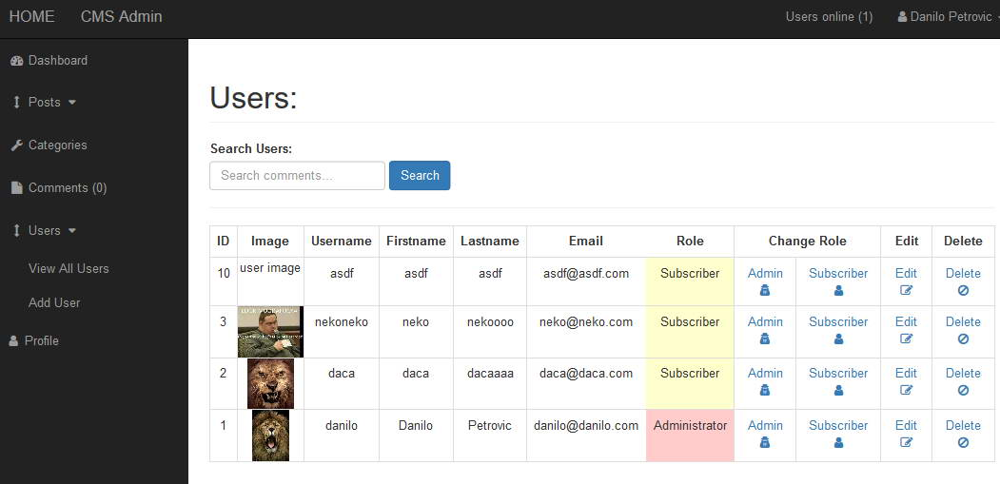 HOME CMS Admin Users online (1) Danilo Petrovic
Dashboard
Posts
Categories
Comments (0)
Users
View All Users
Add User
Profile
Users:
Search Users:
Search comments... Search
ID Image Username Firstname Lastname Email Role Change Role Edit Delete
10 user image asdf asdf asdf asdf@asdf.com Subscriber Admin Subscriber Edit Delete
3 nekoneko neko nekoooo neko@neko.com Subscriber Admin Subscriber Edit Delete
2 daca daca dacaaaa daca@daca.com Subscriber Admin Subscriber Edit Delete
1 danilo Danilo Petrovic danilo@danilo.com Administrator Admin Subscriber Edit Delete